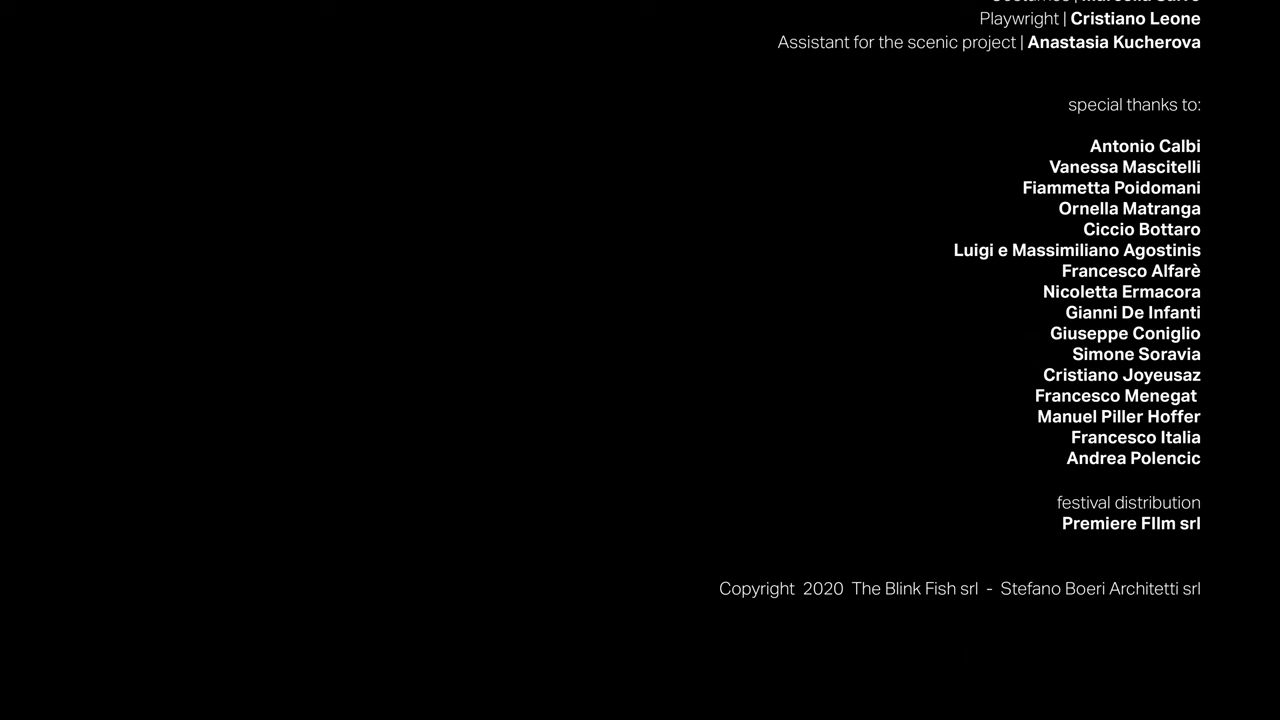 Playwright | Cristiano Leone
Assistant for the scenic project | Anastasia Kucherova
special thanks to:
Antonio Calbi
Vanessa Mascitelli
Fiammetta Poidomani
Ornella Matranga
Ciccio Bottaro
Luigi e Massimiliano Agostinis
Francesco Alfarè
Nicoletta Ermacora
Gianni De Infanti
Giuseppe Coniglio
Simone Soravia
Cristiano Joyeusaz
Francesco Menegat
Manuel Piller Hoffer
Francesco Italia
Andrea Polencic
festival distribution
Premiere FIlm srl
Copyright 2020 The Blink Fish srl - Stefano Boeri Architetti srl